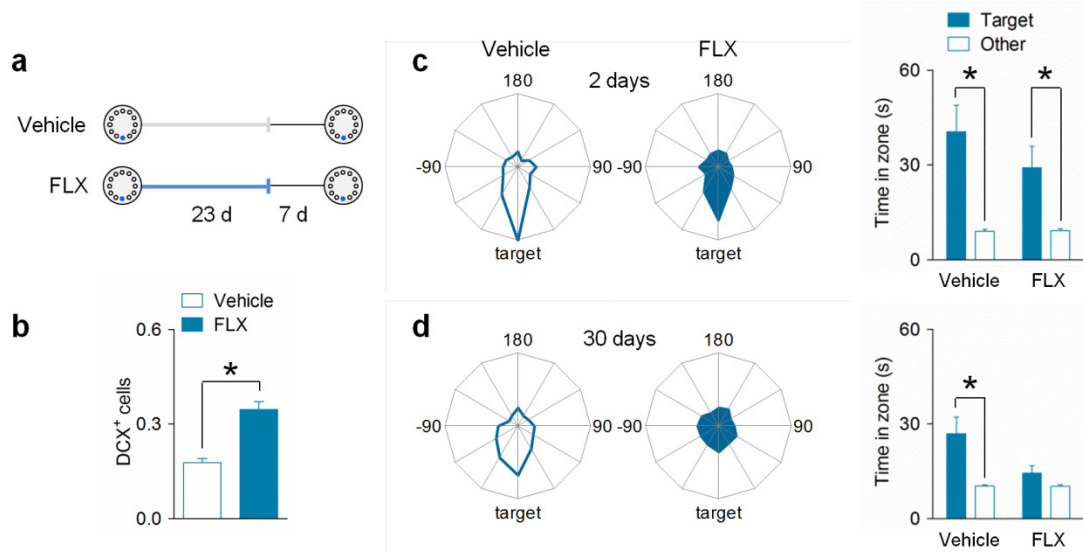 a
Vehicle
FLX
23 d
7 d
b
Vehicle
FLX
0.6
0.3
0.0
DCX+ cells
*
c
Vehicle
FLX
180
2 days
180
-90
90
-90
90
target
target
Target
Other
60
30
0
Time in zone (s)
*
*
Vehicle
FLX
d
180
30 days
180
-90
90
-90
90
target
target
60
30
0
Time in zone (s)
*
Vehicle
FLX